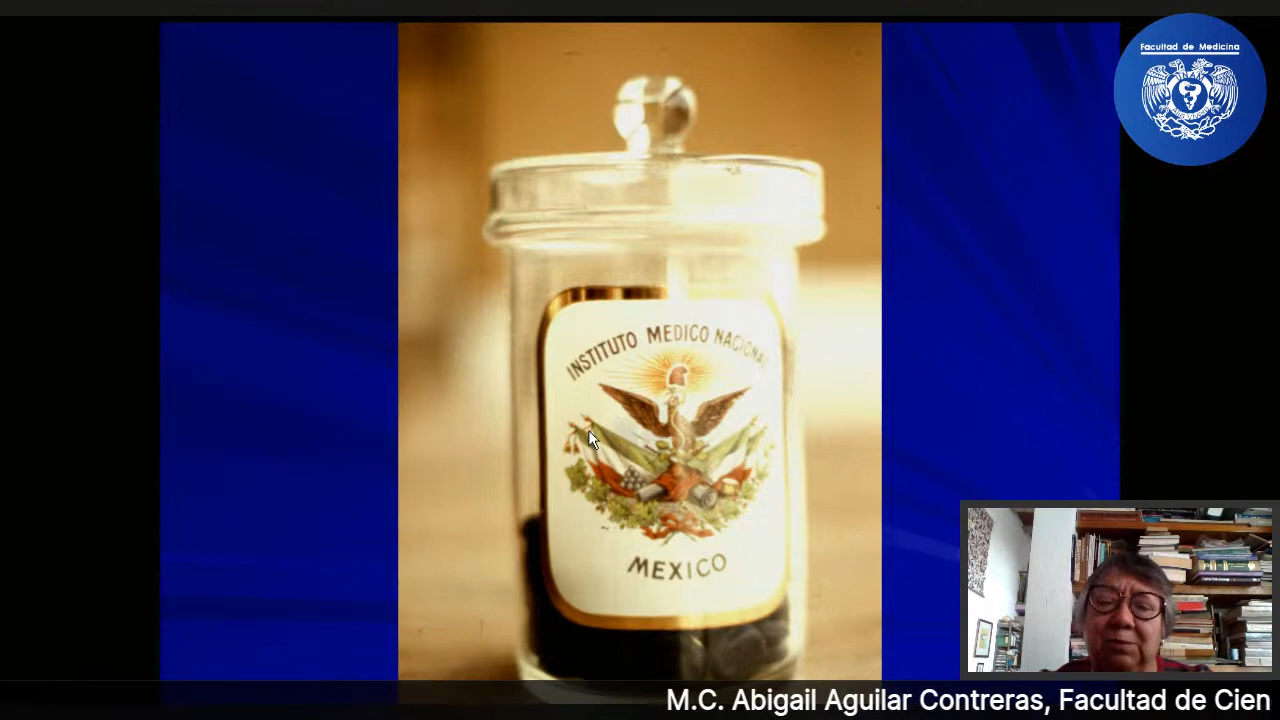 Facultad de Medicina
INSTITUTO MEDICO NACIONAL
MEXICO
M.C. Abigail Aguilar Contreras, Facultad de Cien